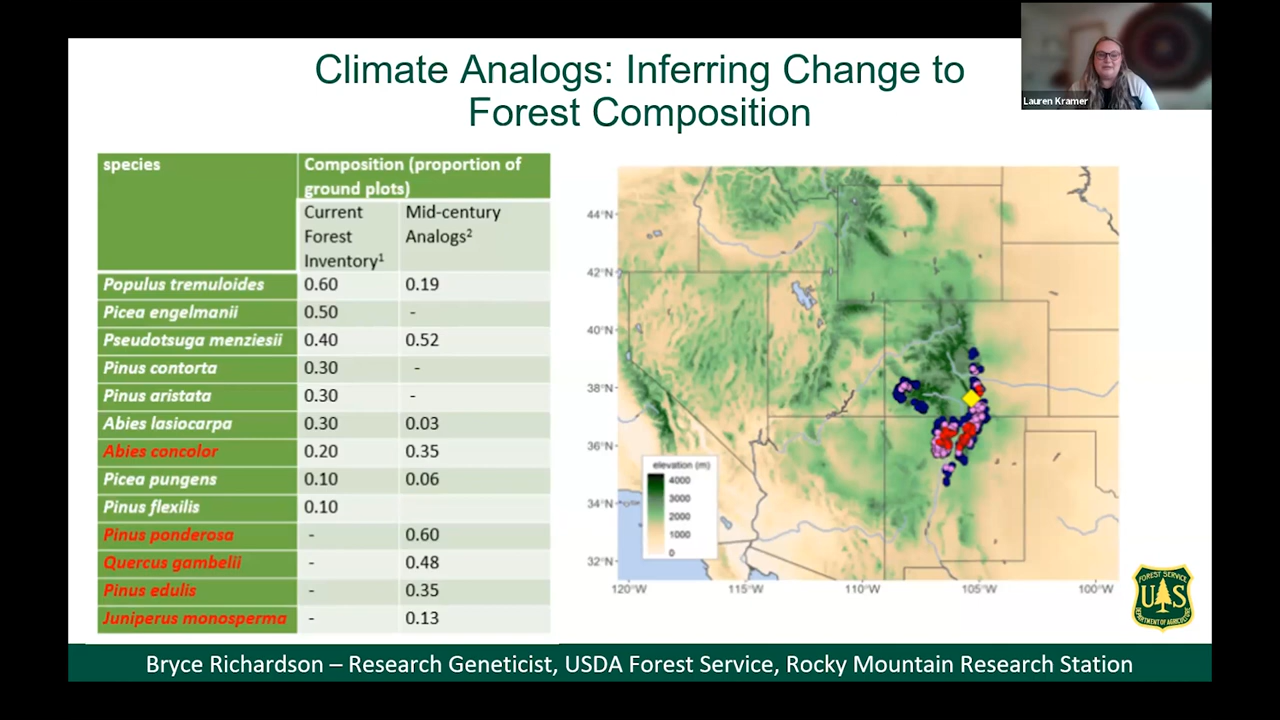 Climate Analogs: Inferring Change to
Forest Composition
Lauren Kramer
species
Composition (proportion of
ground plots)
Current
Forest
Inventory1
Mid-century
Analogs2
Populus tremuloides 0.60 0.19
Picea engelmanii 0.50 -
Pseudotsuga menziesii 0.40 0.52
Pinus contorta 0.30 -
Pinus aristata 0.30 -
Abies lasiocarpa 0.30 0.03
Abies concolor 0.20 0.35
Picea pungens 0.10 0.06
Pinus flexilis 0.10
Pinus ponderosa - 0.60
Quercus gambelii - 0.48
Pinus edulis - 0.35
Juniperus monosperma - 0.13
44°N
42°N
40°N
38°N
36°N
34°N
32°N
elevation (m)
4000
3000
2000
1000
0
120°W 115°W 110°W 105°W 100°W
FOREST SERVICE
U S
DEPARTMENT OF AGRICULTURE
Bryce Richardson – Research Geneticist, USDA Forest Service, Rocky Mountain Research Station